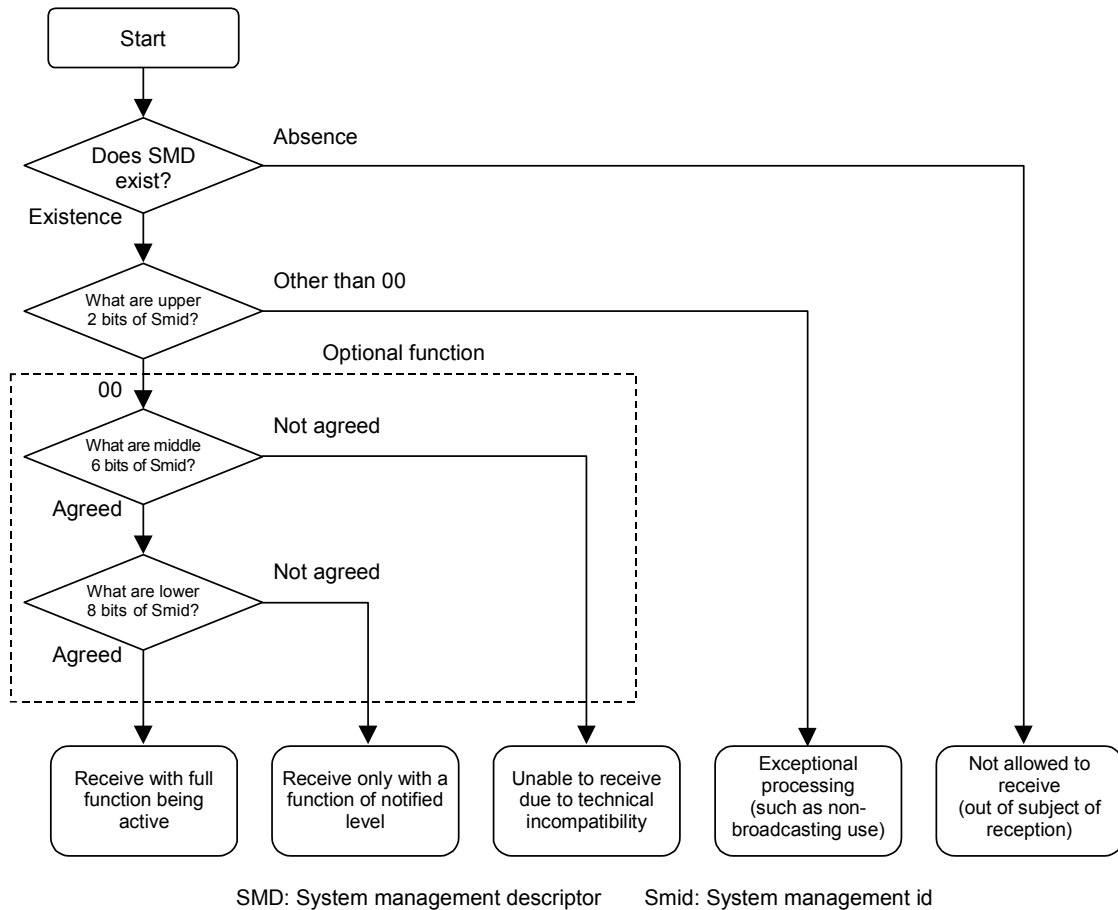 Start
Does SMD
exist?
Absence
Existence
What are upper
2 bits of Smid?
Other than 00
Optional function
00
What are middle
6 bits of Smid?
Not agreed
Agreed
What are lower
8 bits of Smid?
Not agreed
Agreed
Receive with full
function being
active
Receive only with a
function of notified
level
Unable to receive
due to technical
incompatibility
Exceptional
processing
(such as non-
broadcasting use)
Not allowed to
receive
(out of subject of
reception)
SMD: System management descriptor Smid: System management id